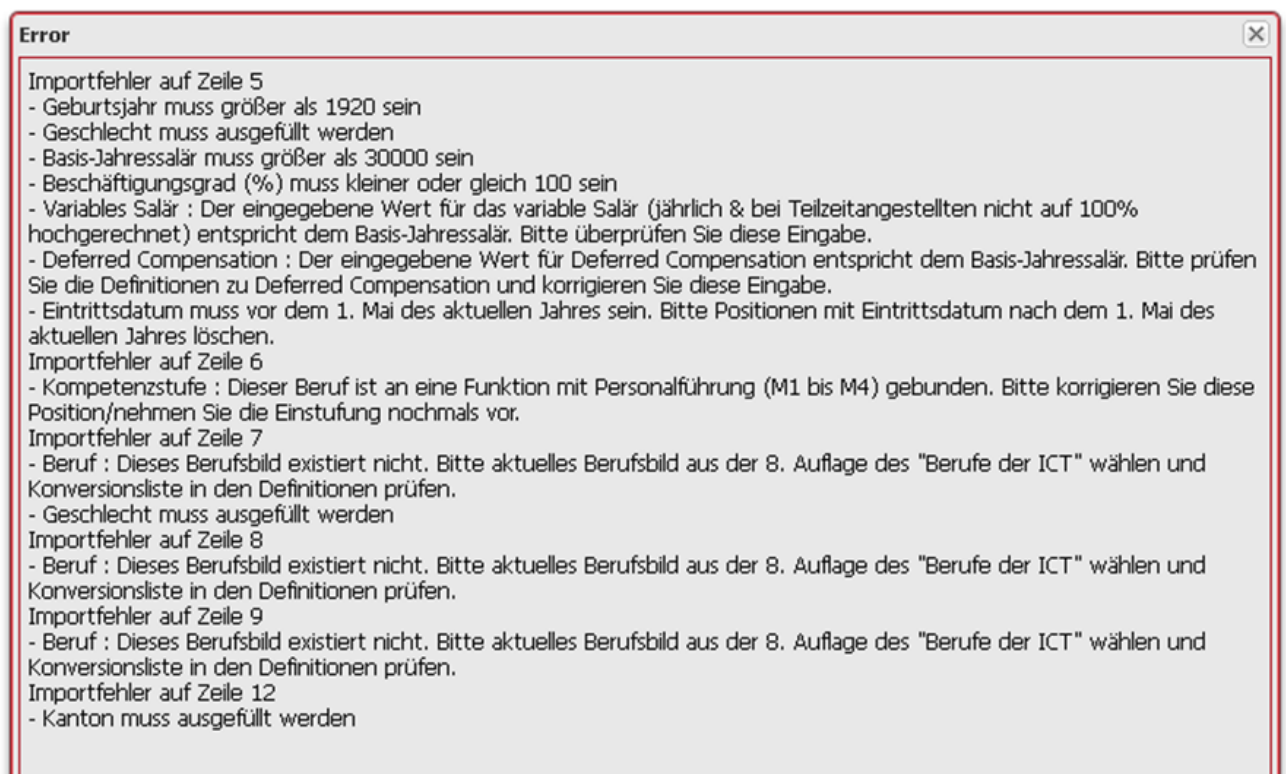 Error
Importfehler auf Zeile 5
- Geburtsjahr muss größer als 1920 sein
- Geschlecht muss ausgefüllt werden
- Basis-Jahressalär muss größer als 30000 sein
- Beschäftigungsgrad (%) muss kleiner oder gleich 100 sein
- Variables Salär : Der eingegebene Wert für das variable Salär (jährlich & bei Teilzeitangestellten nicht auf 100%
hochgerechnet) entspricht dem Basis-Jahressalär. Bitte überprüfen Sie diese Eingabe.
- Deferred Compensation : Der eingegebene Wert für Deferred Compensation entspricht dem Basis-Jahressalär. Bitte prüfen
Sie die Definitionen zu Deferred Compensation und korrigieren Sie diese Eingabe.
- Eintrittsdatum muss vor dem 1. Mai des aktuellen Jahres sein. Bitte Positionen mit Eintrittsdatum nach dem 1. Mai des
aktuellen Jahres löschen.
Importfehler auf Zeile 6
- Kompetenzstufe : Dieser Beruf ist an eine Funktion mit Personalführung (M1 bis M4) gebunden. Bitte korrigieren Sie diese
Position/nehmen Sie die Einstufung nochmals vor.
Importfehler auf Zeile 7
- Beruf : Dieses Berufsbild existiert nicht. Bitte aktuelles Berufsbild aus der 8. Auflage des "Berufe der ICT" wählen und
Konversionsliste in den Definitionen prüfen.
- Geschlecht muss ausgefüllt werden
Importfehler auf Zeile 8
- Beruf : Dieses Berufsbild existiert nicht. Bitte aktuelles Berufsbild aus der 8. Auflage des "Berufe der ICT" wählen und
Konversionsliste in den Definitionen prüfen.
Importfehler auf Zeile 9
- Beruf : Dieses Berufsbild existiert nicht. Bitte aktuelles Berufsbild aus der 8. Auflage des "Berufe der ICT" wählen und
Konversionsliste in den Definitionen prüfen.
Importfehler auf Zeile 12
- Kanton muss ausgefüllt werden